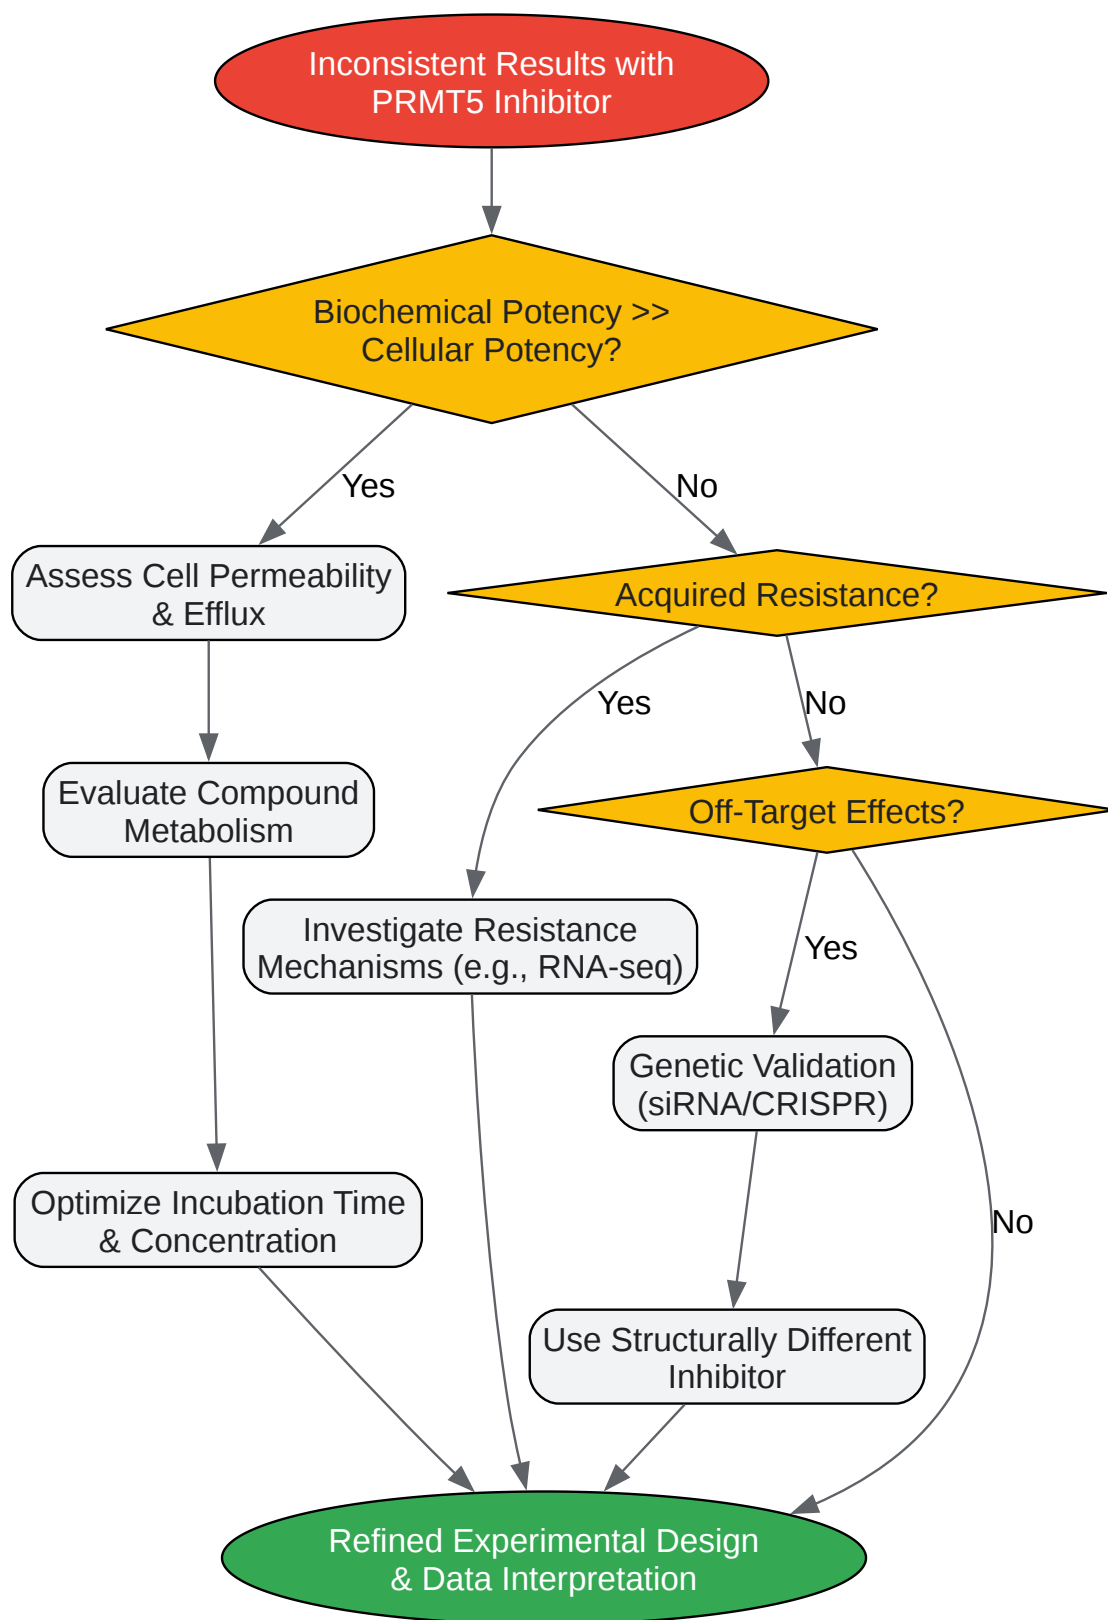 Inconsistent Results with
PRMT5 Inhibitor
Biochemical Potency >>
Cellular Potency?
Yes
No
Assess Cell Permeability
& Efflux
Acquired Resistance?
Yes
No
Evaluate Compound
Metabolism
Off-Target Effects?
Investigate Resistance
Mechanisms (e.g., RNA-seq)
Yes
Genetic Validation
(siRNA/CRISPR)
Optimize Incubation Time
& Concentration
No
Use Structurally Different
Inhibitor
Refined Experimental Design
& Data Interpretation